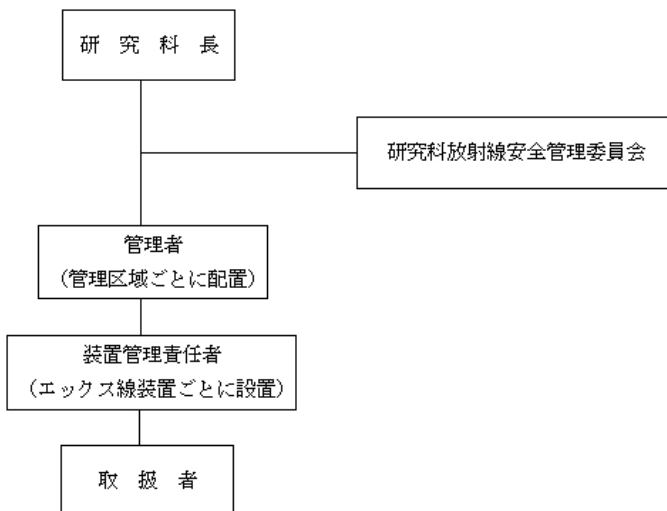 研　究　科　長
研究科放射線安全管理委員会
管理者
（管理区域ごとに配置）
装置管理責任者
（エックス線装置ごとに設置）
取　扱　者